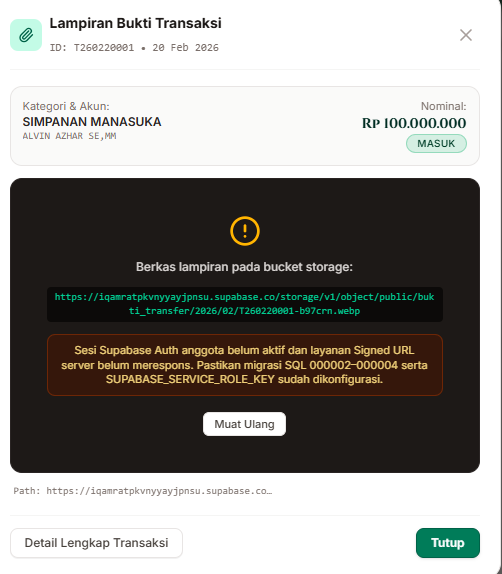 Lampiran Bukti Transaksi
ID: T260220001 • 20 Feb 2026
Kategori & Akun:
Nominal:
SIMPANAN MANASUKA
Rp 100.000.000
ALVIN AZHAR SE,MM
MASUK
Berkas lampiran pada bucket storage:
https://iqamratpkvnyyayjpnsu.supabase.co/storage/v1/object/public/buk
ti_transfer/2026/02/T260220001-b97crn.webp
Sesi Supabase Auth anggota belum aktif dan layanan Signed URL
server belum merespons. Pastikan migrasi SQL 000002–000004 serta
SUPABASE_SERVICE_ROLE_KEY sudah dikonfigurasi.
Muat Ulang
Path: https://iqamratpkvnyyayjpnsu.supabase.co…
Detail Lengkap Transaksi
Tutup